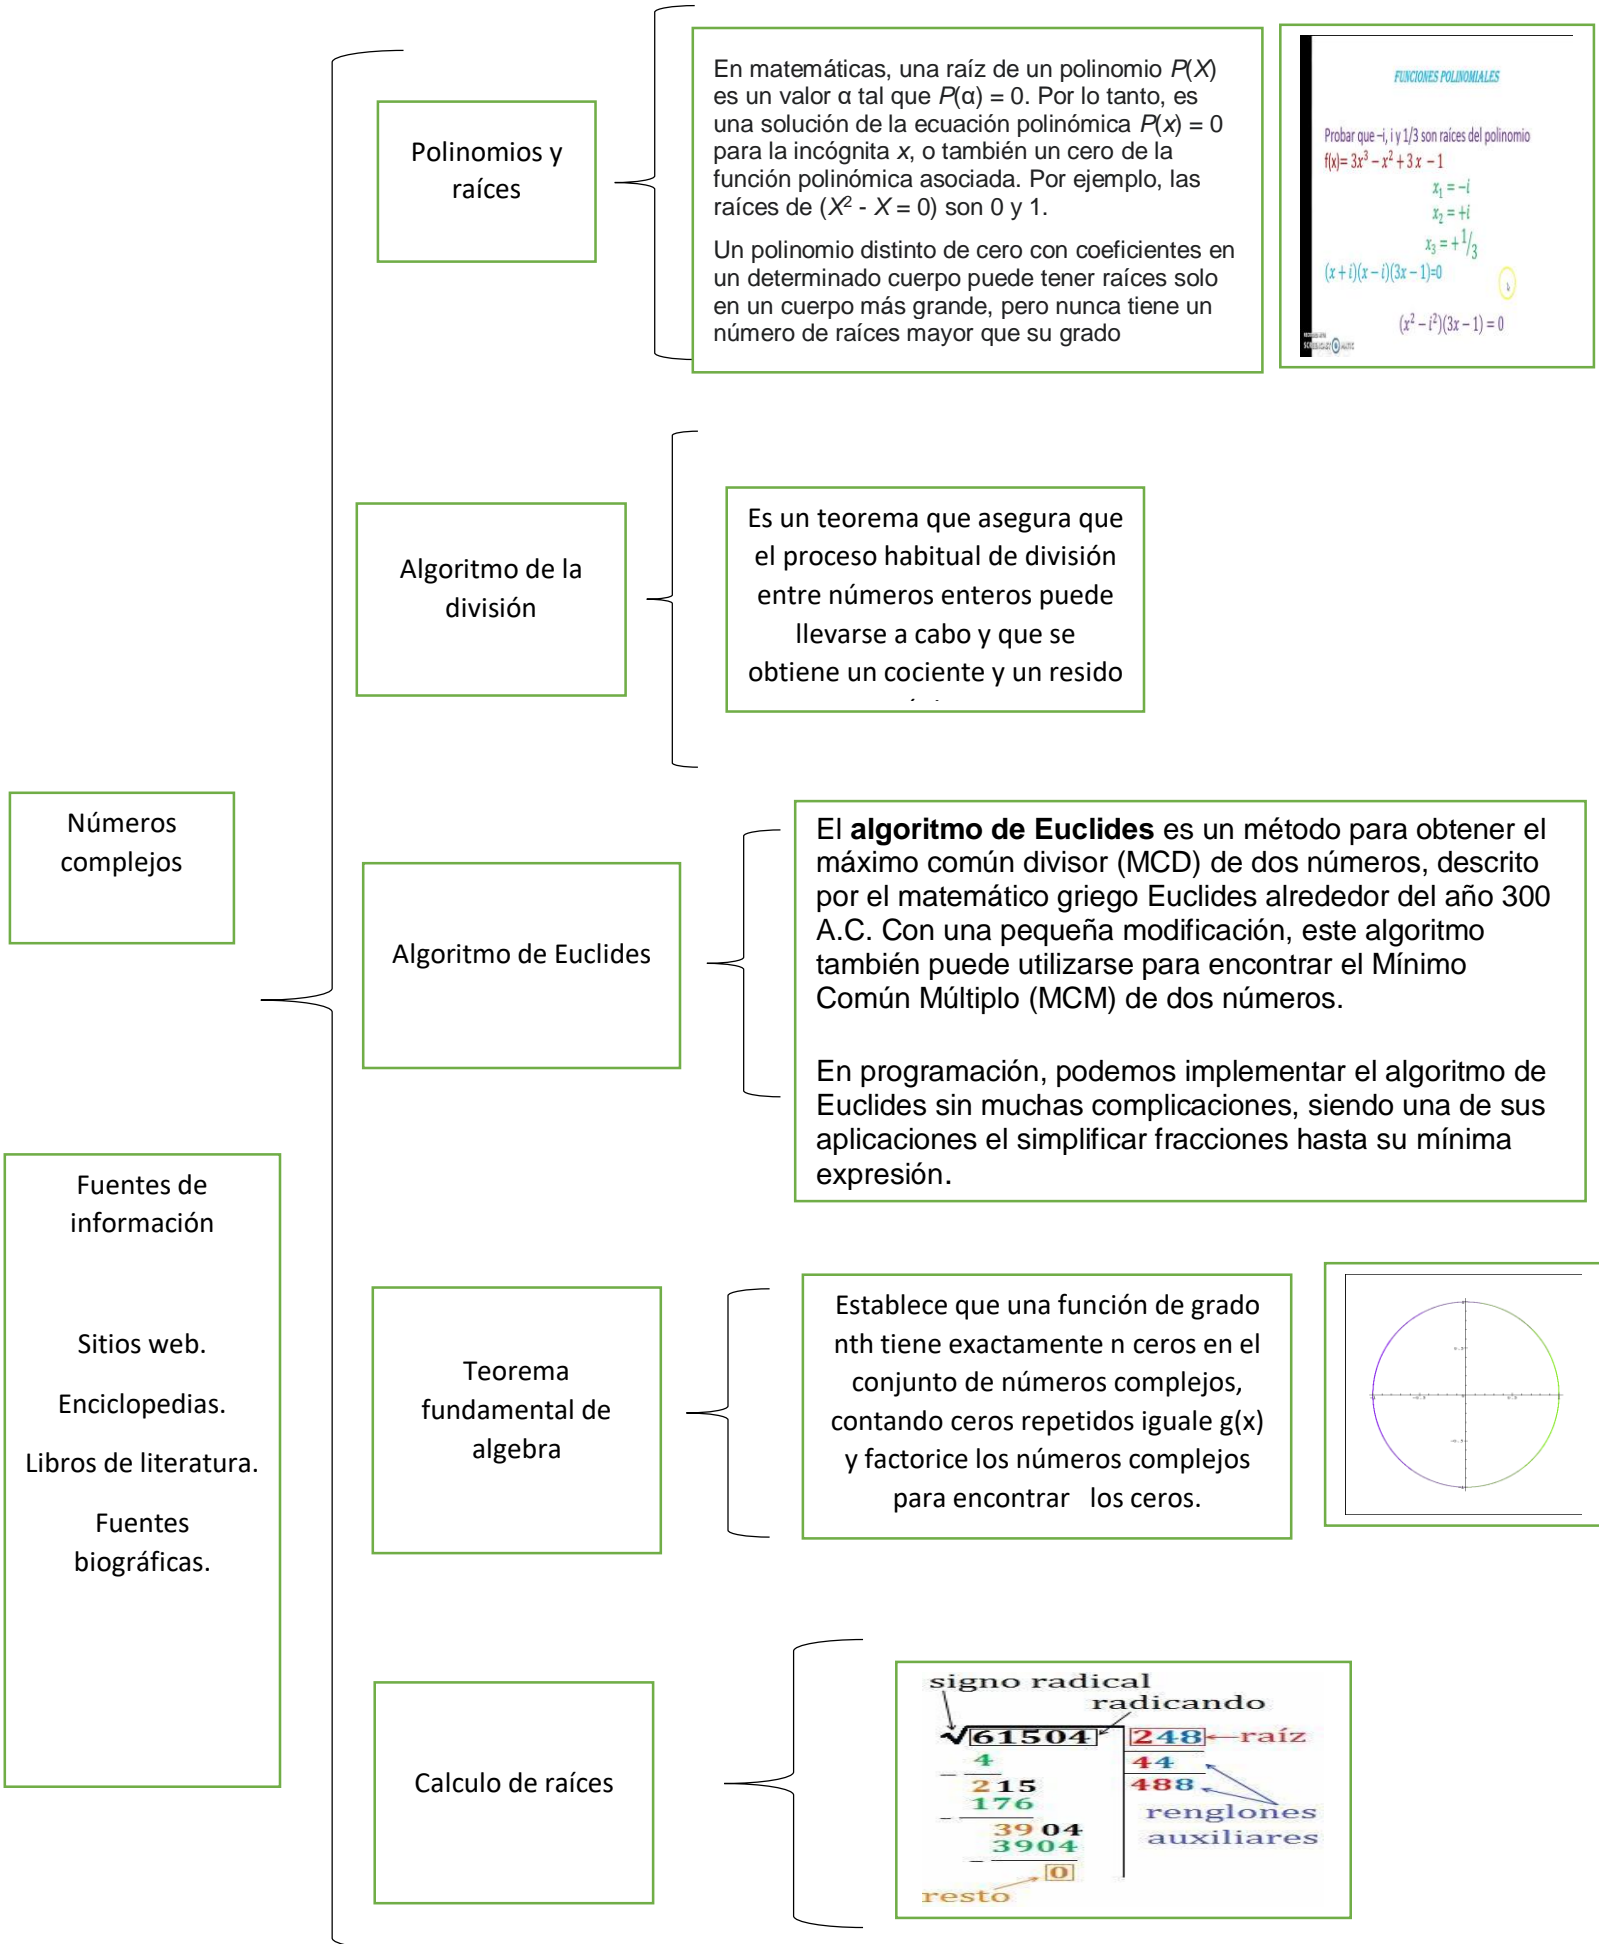 Números
complejos
Fuentes de
información
Sitios web.
Enciclopedias.
Libros de literatura.
Fuentes
biográficas.
Polinomios y
raíces
En matemáticas, una raíz de un polinomio P(X)
es un valor α tal que P(α) = 0. Por lo tanto, es
una solución de la ecuación polinómica P(x) = 0
para la incógnita x, o también un cero de la
función polinómica asociada. Por ejemplo, las
raíces de (X² - X = 0) son 0 y 1.
Un polinomio distinto de cero con coeficientes en
un determinado cuerpo puede tener raíces solo
en un cuerpo más grande, pero nunca tiene un
número de raíces mayor que su grado
FUNCIONES POLINOMIALES
Probar que –i, i y 1/3 son raíces del polinomio
f(x)= 3x³ − x² + 3 x − 1
x₁ = −i
x₂ = +i
x₃ = + 1/3
(x + i)(x − i)(3x − 1)=0
(x² − i²)(3x − 1) = 0
Algoritmo de la
división
Es un teorema que asegura que
el proceso habitual de división
entre números enteros puede
llevarse a cabo y que se
obtiene un cociente y un resido
Algoritmo de Euclides
El algoritmo de Euclides es un método para obtener el
máximo común divisor (MCD) de dos números, descrito
por el matemático griego Euclides alrededor del año 300
A.C. Con una pequeña modificación, este algoritmo
también puede utilizarse para encontrar el Mínimo
Común Múltiplo (MCM) de dos números.
En programación, podemos implementar el algoritmo de
Euclides sin muchas complicaciones, siendo una de sus
aplicaciones el simplificar fracciones hasta su mínima
expresión.
Teorema
fundamental de
algebra
Establece que una función de grado
nth tiene exactamente n ceros en el
conjunto de números complejos,
contando ceros repetidos iguale g(x)
y factorice los números complejos
para encontrar los ceros.
Calculo de raíces
signo radical
radicando
√61504 248 raíz
4 44
215 488
176 renglones
3904 auxiliares
3904
0
resto